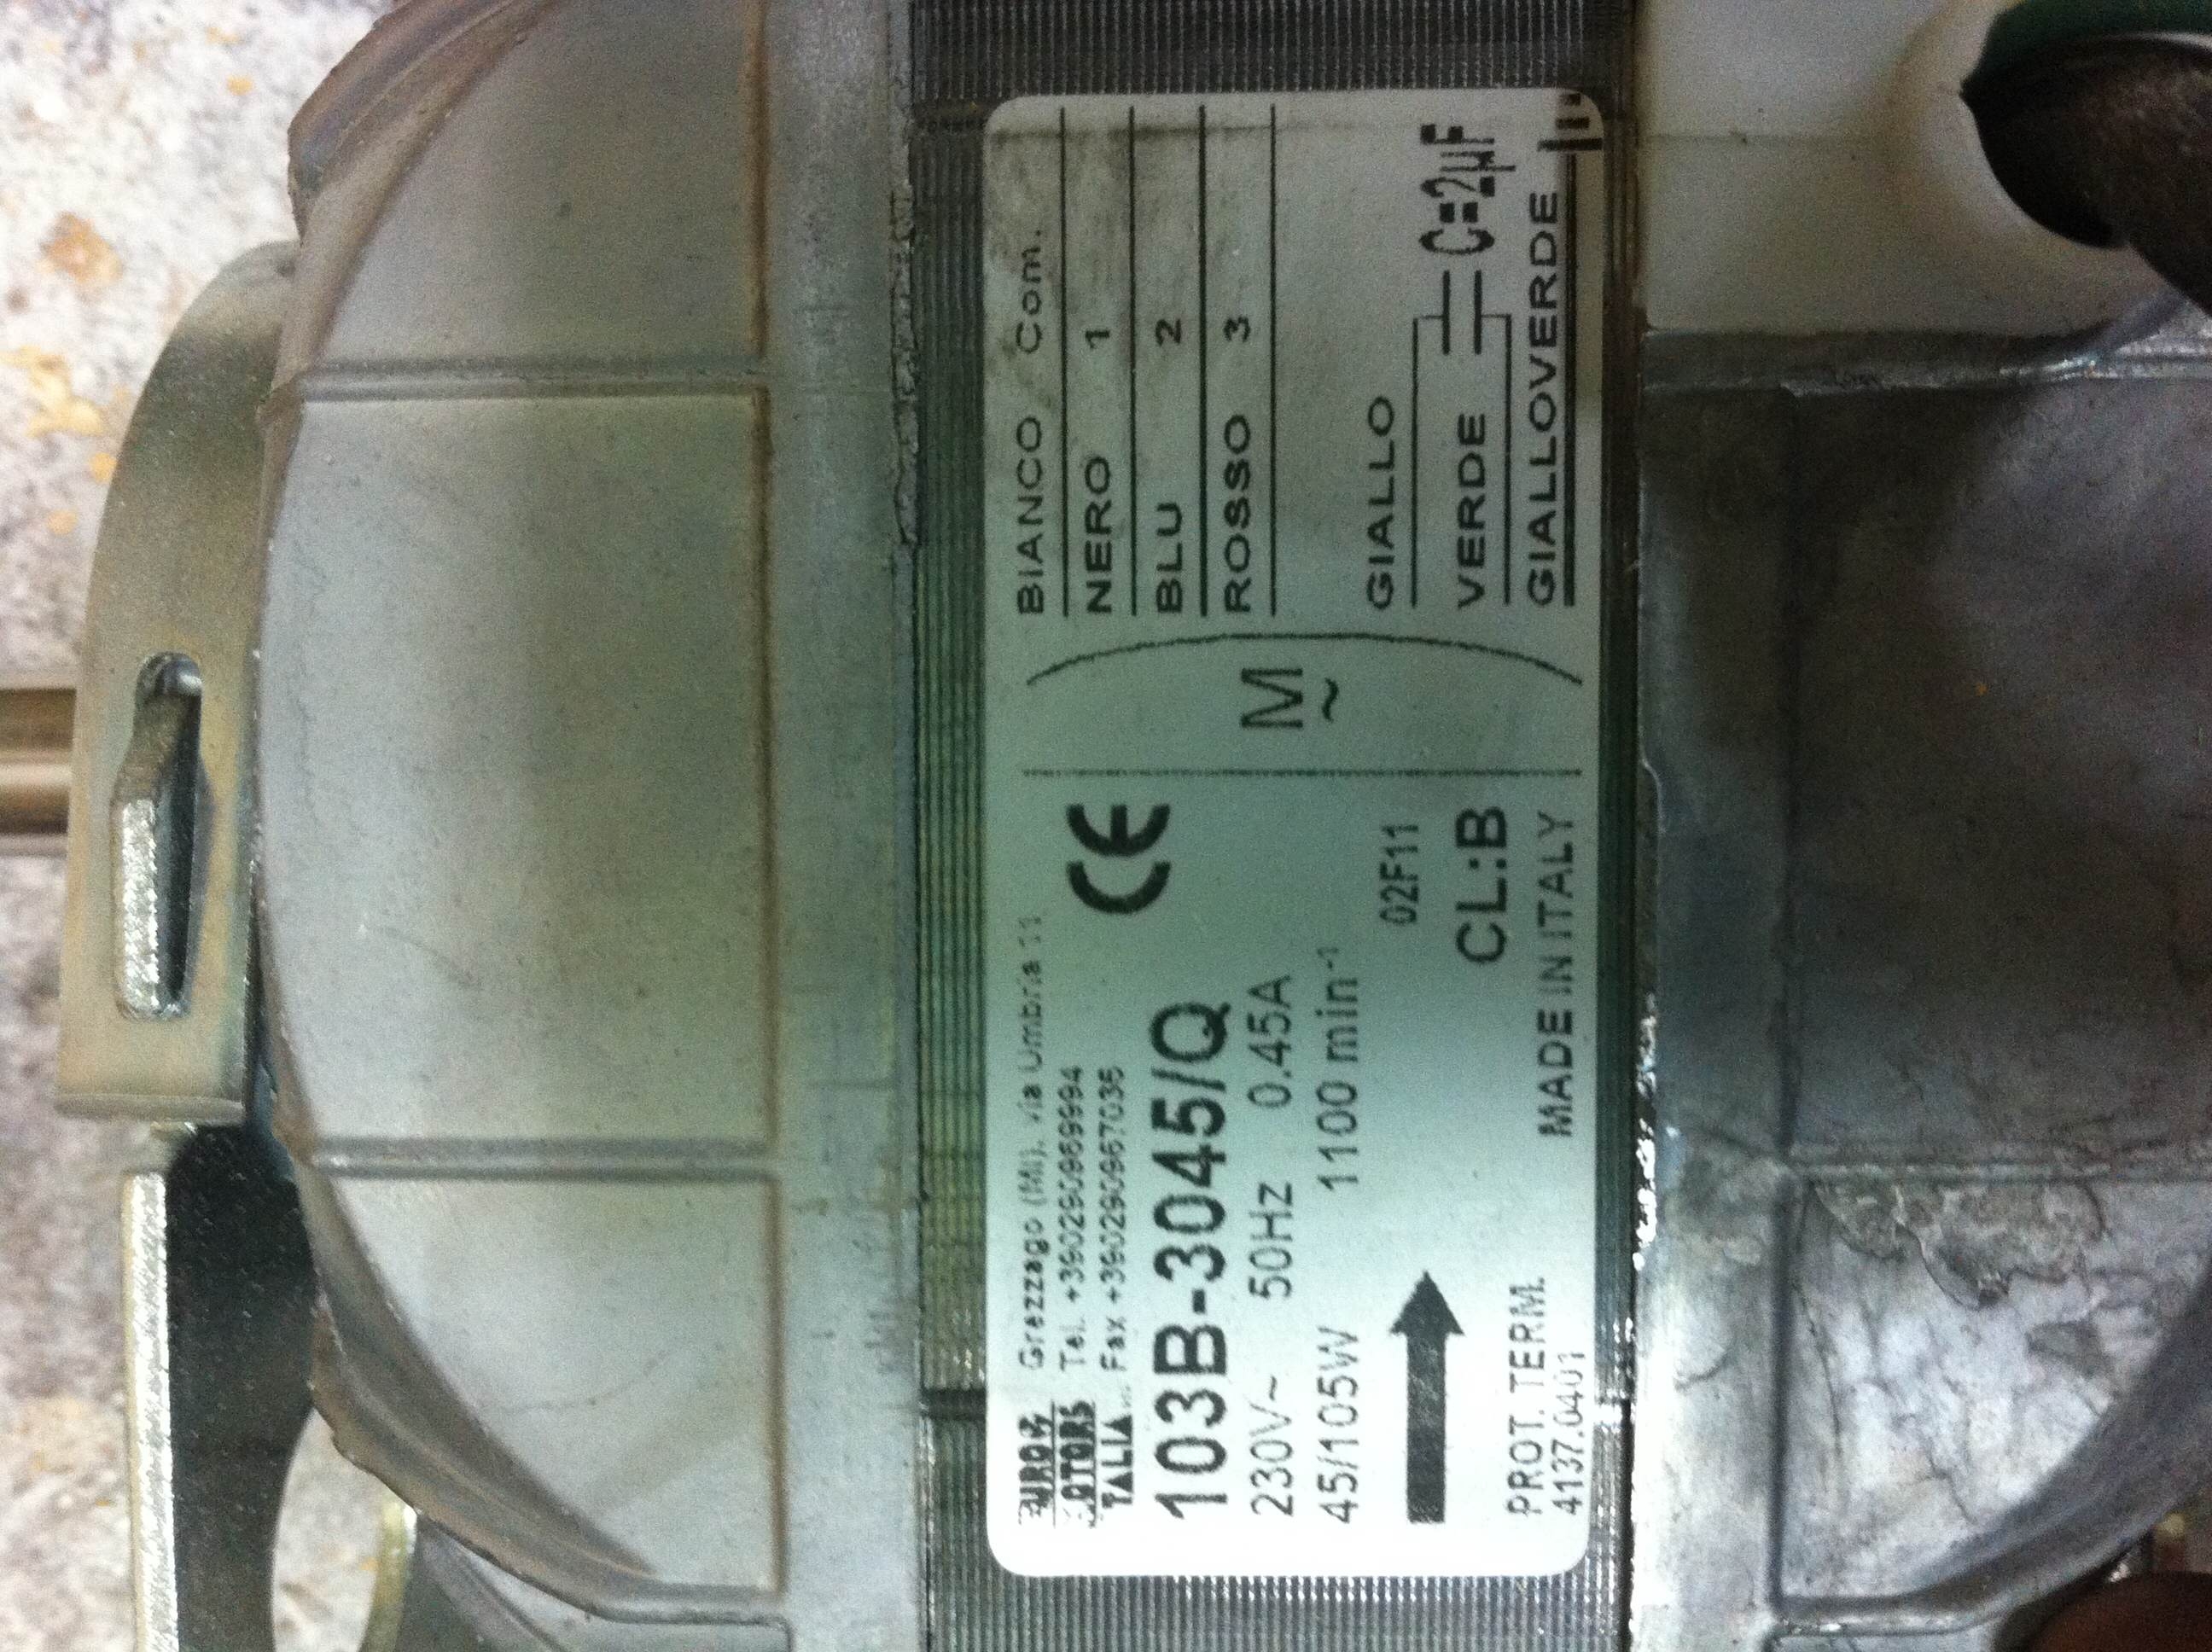 EURO
MOTORS
ITALIA
Grezzago (MI), via Umbria 11
Tel. +390290969994
Fax +390290967035
CE
103B-3045/Q
230V~ 50Hz 0.45A
45/105W 1100 min⁻¹
02F11
CL:B
PROT. TERM.
4137.0401
MADE IN ITALY
M
~
BIANCO Com.
NERO 1
BLU 2
ROSSO 3
GIALLO
VERDE
C=2µF
GIALLOVERDE